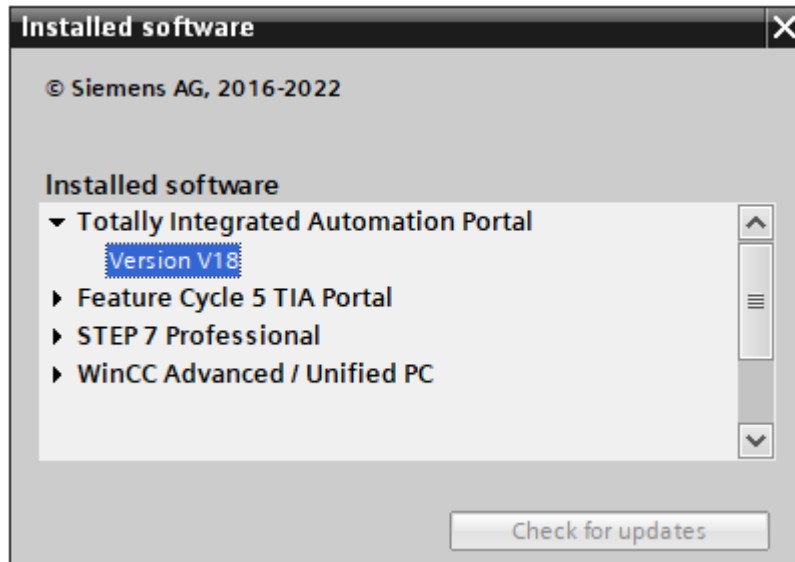 Installed software
© Siemens AG, 2016-2022
Installed software
Totally Integrated Automation Portal
Version V18
Feature Cycle 5 TIA Portal
STEP 7 Professional
WinCC Advanced / Unified PC
Check for updates